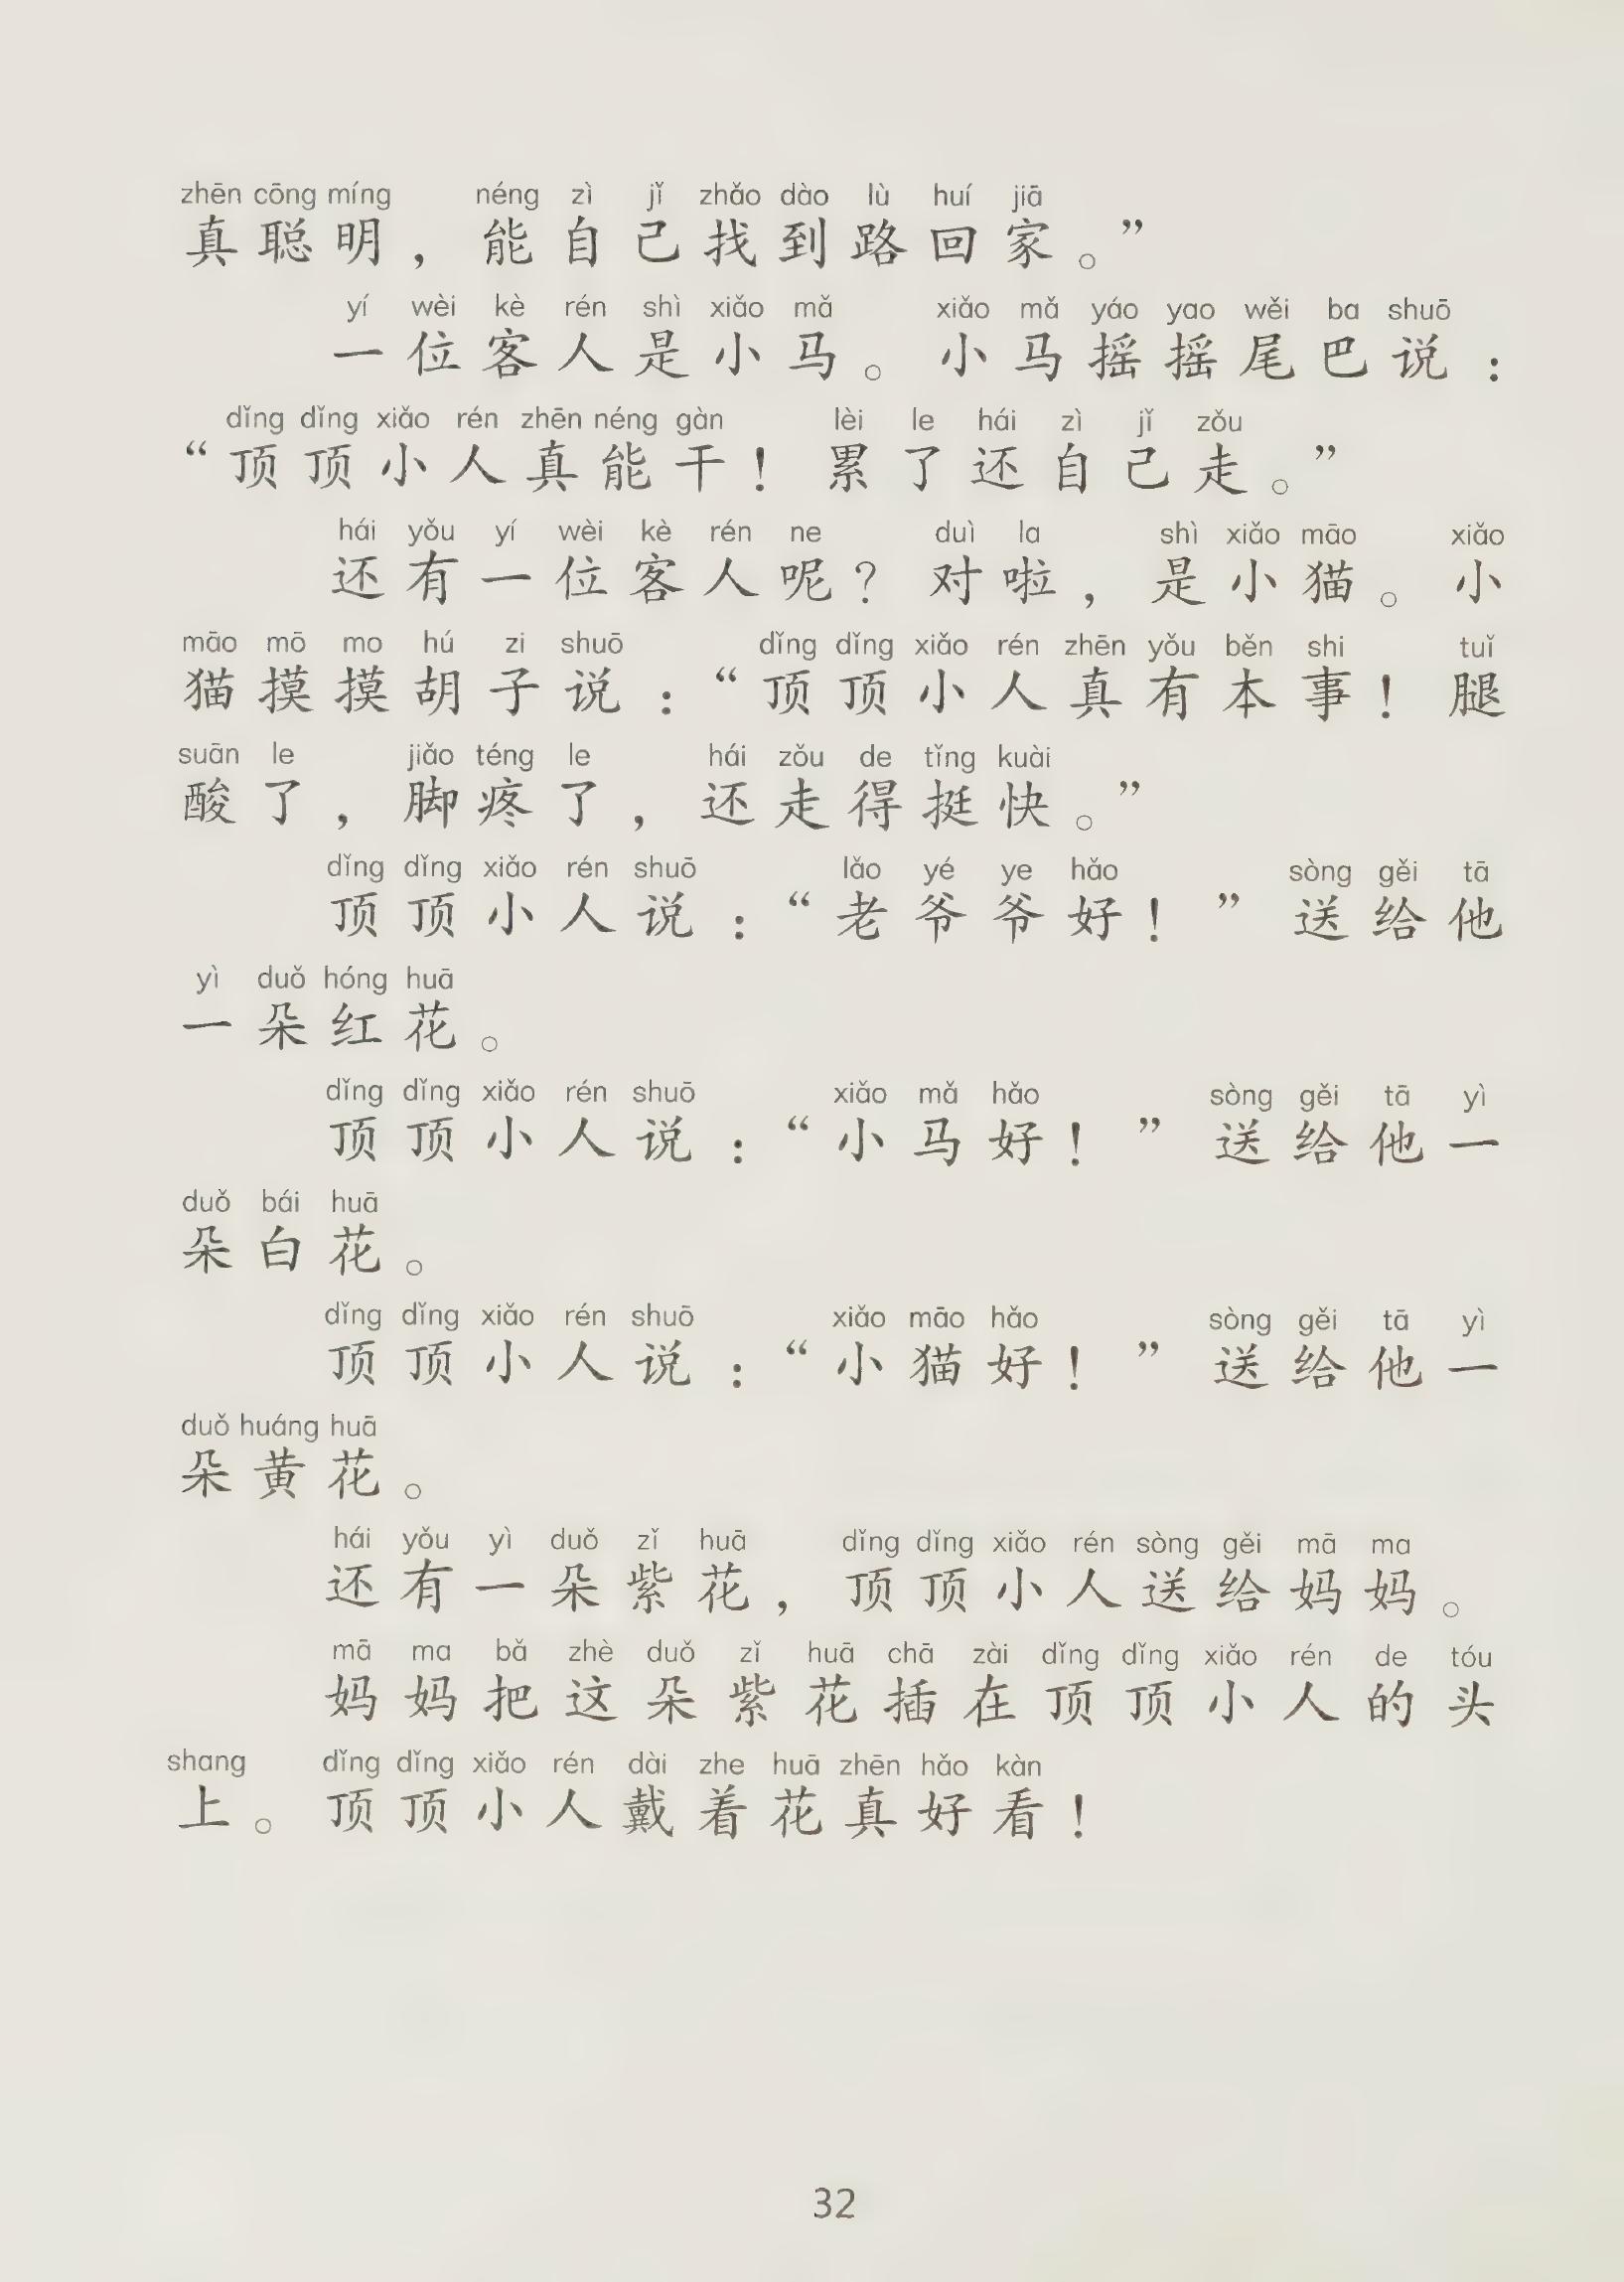 zhēn cōng míng néng zì jǐ zhǎo dào lù huí jiā
真聪明，能自己找到路回家。”
yí wèi kè rén shì xiǎo mǎ xiǎo mǎ yáo yao wěi ba shuō
一位客人是小马。小马摇摇尾巴说：
dǐng dǐng xiǎo rén zhēn néng gàn lèi le hái zì jǐ zǒu
“顶顶小人真能干！累了还自己走。”
hái yǒu yí wèi kè rén ne duì la shì xiǎo māo xiǎo
还有一位客人呢？对啦，是小猫。小
māo mō mo hú zi shuō dǐng dǐng xiǎo rén zhēn yǒu běn shi tuǐ
猫摸摸胡子说：“顶顶小人真有本事！腿
suān le jiǎo téng le hái zǒu de tǐng kuài
酸了，脚疼了，还走得挺快。”
dǐng dǐng xiǎo rén shuō lǎo yé ye hǎo sòng gěi tā
顶顶小人说：“老爷爷好！”送给他
yì duǒ hóng huā
一朵红花。
dǐng dǐng xiǎo rén shuō xiǎo mǎ hǎo sòng gěi tā yì
顶顶小人说：“小马好！”送给他一
duǒ bái huā
朵白花。
dǐng dǐng xiǎo rén shuō xiǎo māo hǎo sòng gěi tā yì
顶顶小人说：“小猫好！”送给他一
duǒ huáng huā
朵黄花。
hái yǒu yì duǒ zǐ huā dǐng dǐng xiǎo rén sòng gěi mā ma
还有一朵紫花，顶顶小人送给妈妈。
mā ma bǎ zhè duǒ zǐ huā chā zài dǐng dǐng xiǎo rén de tóu
妈妈把这朵紫花插在顶顶小人的头
shang dǐng dǐng xiǎo rén dài zhe huā zhēn hǎo kàn
上。顶顶小人戴着花真好看！
32